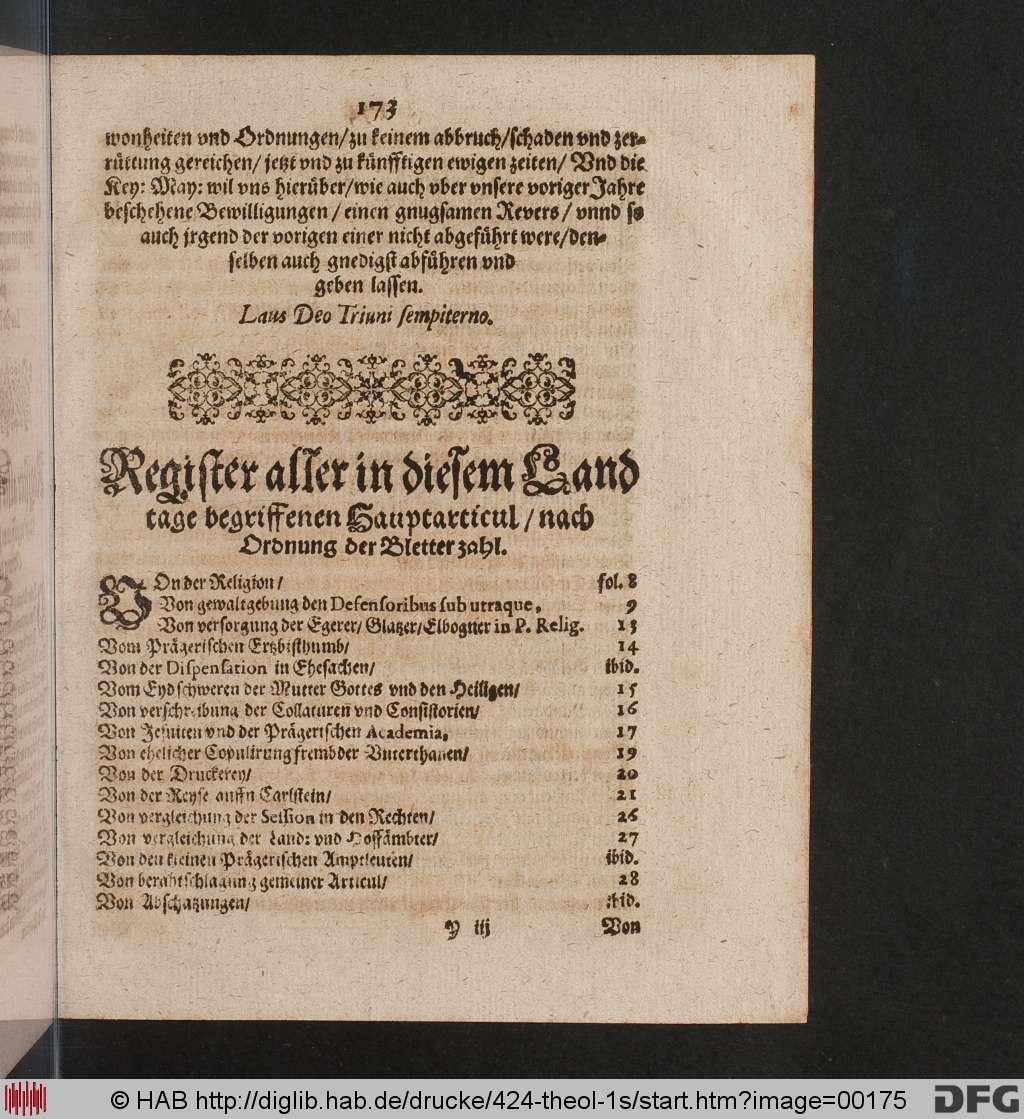 173
wonheiten vnd Ordnungen/zu keinem abbruch/schaden vnd zer-
rüttung gereichen/ jetzt vnd zu künfftigen ewigen zeiten/ Vnd die
Key: May: wil vns hierüber/wie auch vber vnsere voriger Jahre
beschehene Bewilligungen / einen gnugsamen Revers / vnnd so
auch jrgend der vorigen einer nicht abgeführt were/den-
selben auch gnedigst abführen vnd
geben lassen.
Laus Deo Triuni sempiterno.
Register aller in diesem Land
tage begriffenen Hauptarticul / nach
Ordnung der Bletter zahl.
VOn der Religion/ fol. 8
Von gewaltgebung den Defensoribus sub utraque, 9
Von versorgung der Egerer/ Glatzer/Elbogner in P. Relig. 13
Vom Prägerischen Ertzbisthumb/ 14
Von der Dispensation in Ehesachen/ ibid.
Vom Eydschweren der Mutter Gottes vnd den Heiligen/ 15
Von verschreibung der Collaturen vnd Consistorien/ 16
Von Jesuiten vnd der Prägerischen Academia, 17
Von ehelicher Copulirung frembder Vnterthanen/ 19
Von der Druckerey/ 20
Von der Reyse auffn Carlstein/ 21
Von vergleichung der Session in den Rechten/ 26
Von vergleichung der Land: vnd Hoffämbter/ 27
Von den kleinen Prägerischen Amptleuten/ ibid.
Von berahtschlagung gemeiner Articul/ 28
Von Abschatzungen/ ibid.
Y iij Von
© HAB http://diglib.hab.de/drucke/424-theol-1s/start.htm?image=00175
DFG